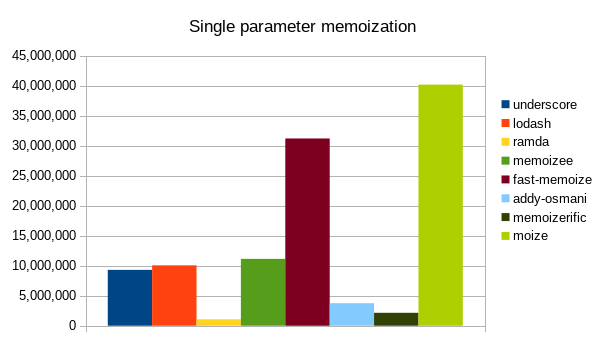 Single parameter memoization
45,000,000
40,000,000
35,000,000
30,000,000
25,000,000
20,000,000
15,000,000
10,000,000
5,000,000
0
underscore
lodash
ramda
memoizee
fast-memoize
addy-osmani
memoizerific
moize